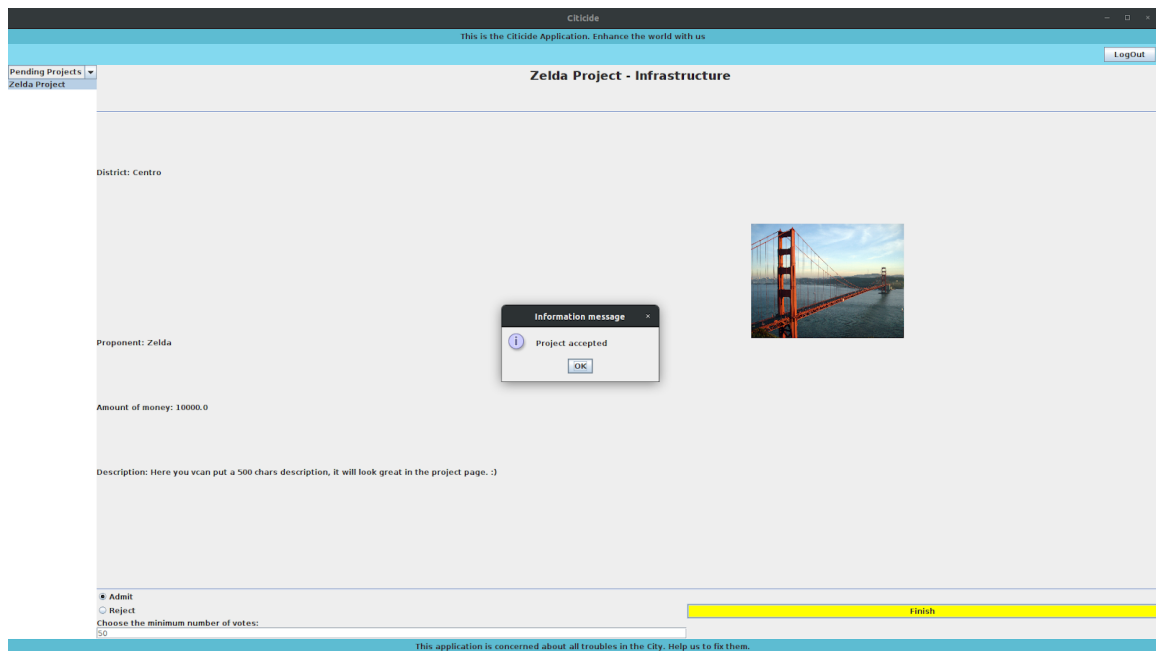 Citicide
This is the Citicide Application. Enhance the world with us
LogOut
Pending Projects
Zelda Project
Zelda Project - Infrastructure
District: Centro
Information message
Project accepted
OK
Proponent: Zelda
Amount of money: 10000.0
Description: Here you vcan put a 500 chars description, it will look great in the project page. :)
Admit
Reject
Finish
Choose the minimum number of votes:
50
This application is concerned about all troubles in the City. Help us to fix them.